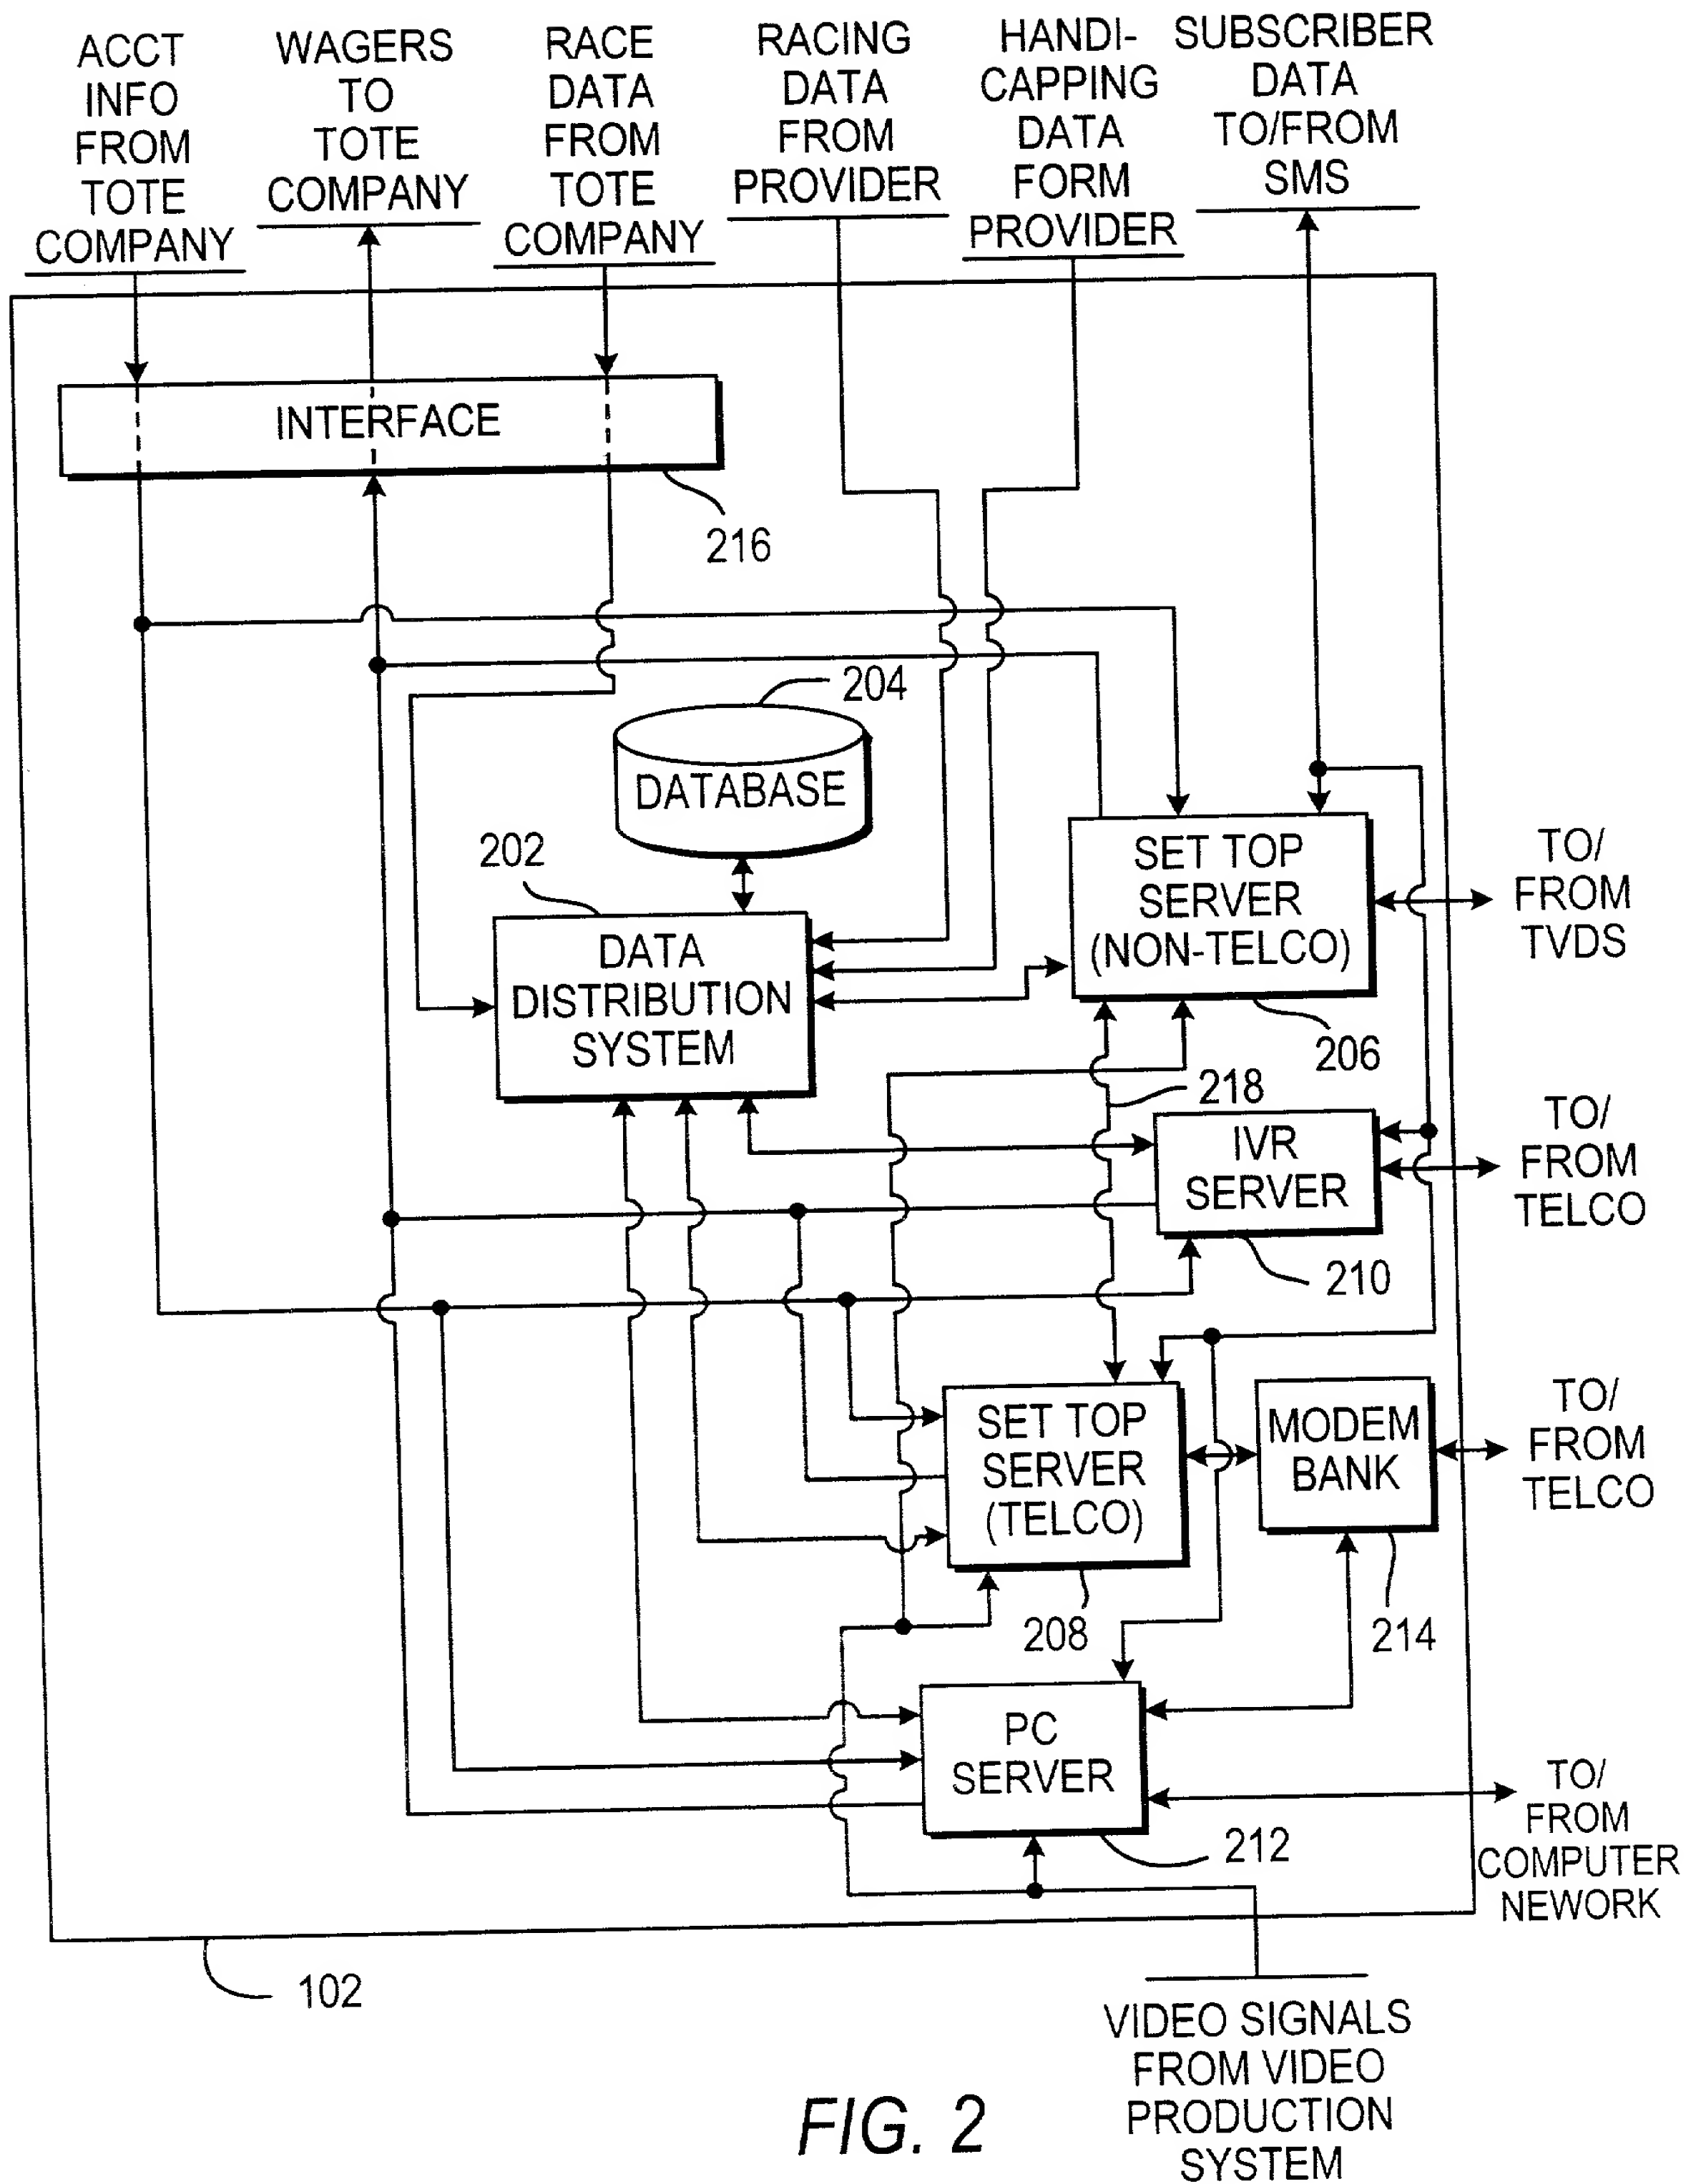 ACCT
INFO
FROM
TOTE
COMPANY
WAGERS
TO
TOTE
COMPANY
RACE
DATA
FROM
TOTE
COMPANY
RACING
DATA
FROM
PROVIDER
HANDI-
CAPPING
DATA
FORM
PROVIDER
SUBSCRIBER
DATA
TO/FROM
SMS
INTERFACE
216
204
DATABASE
202
DATA
DISTRIBUTION
SYSTEM
SET TOP
SERVER
(NON-TELCO)
206
TO/
FROM
TVDS
218
IVR
SERVER
210
TO/
FROM
TELCO
SET TOP
SERVER
(TELCO)
208
MODEM
BANK
214
TO/
FROM
TELCO
PC
SERVER
212
TO/
FROM
COMPUTER
NEWORK
102
VIDEO SIGNALS
FROM VIDEO
PRODUCTION
SYSTEM
FIG. 2